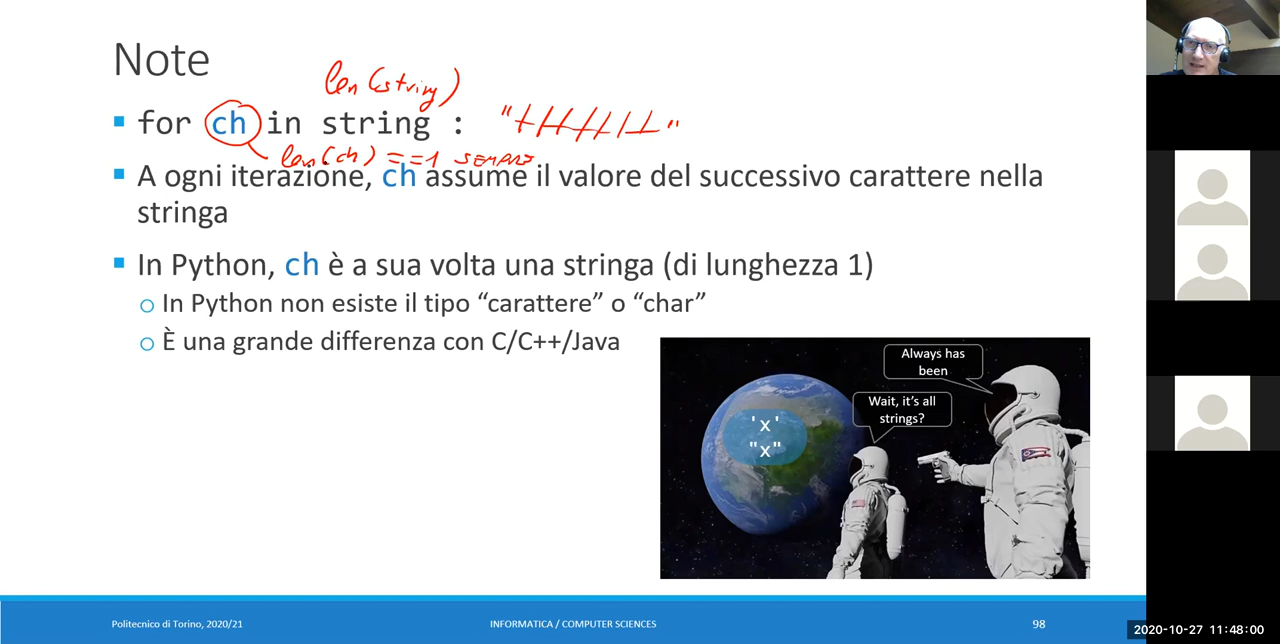 Note
len(string)
for ch in string : " "
len(ch) == 1 SEMPRE
A ogni iterazione, ch assume il valore del successivo carattere nella
stringa
In Python, ch è a sua volta una stringa (di lunghezza 1)
In Python non esiste il tipo “carattere” o “char”
È una grande differenza con C/C++/Java
Always has
been
Wait, it's all
strings?
'x'
"x"
Politecnico di Torino, 2020/21
INFORMATICA / COMPUTER SCIENCES
98
2020-10-27 11:48:00